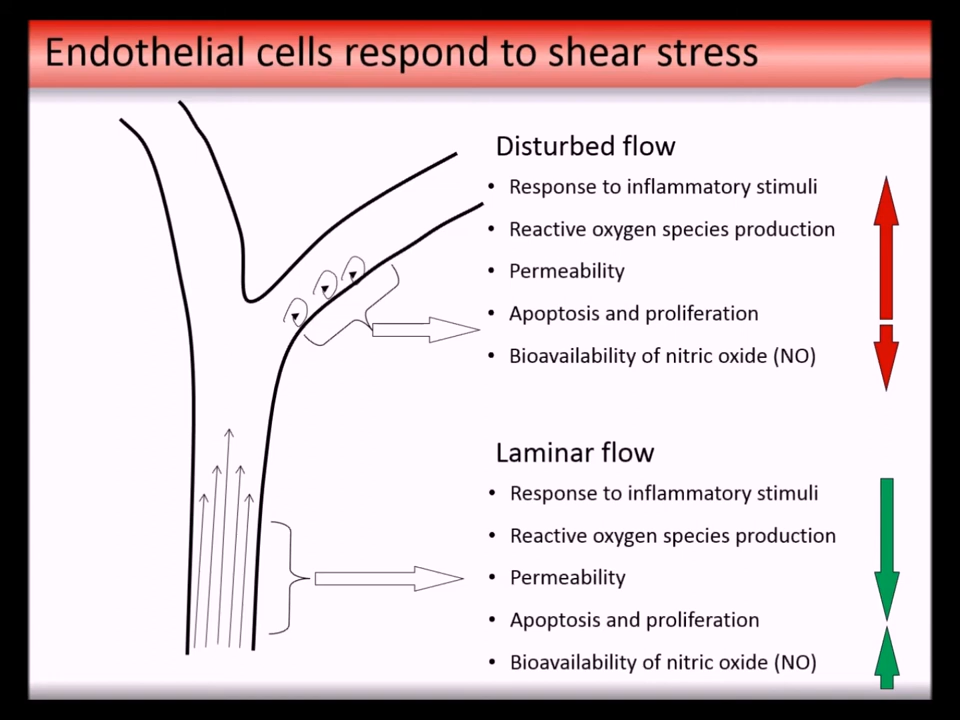 Endothelial cells respond to shear stress
Disturbed flow
• Response to inflammatory stimuli
• Reactive oxygen species production
• Permeability
• Apoptosis and proliferation
• Bioavailability of nitric oxide (NO)
Laminar flow
• Response to inflammatory stimuli
• Reactive oxygen species production
• Permeability
• Apoptosis and proliferation
• Bioavailability of nitric oxide (NO)